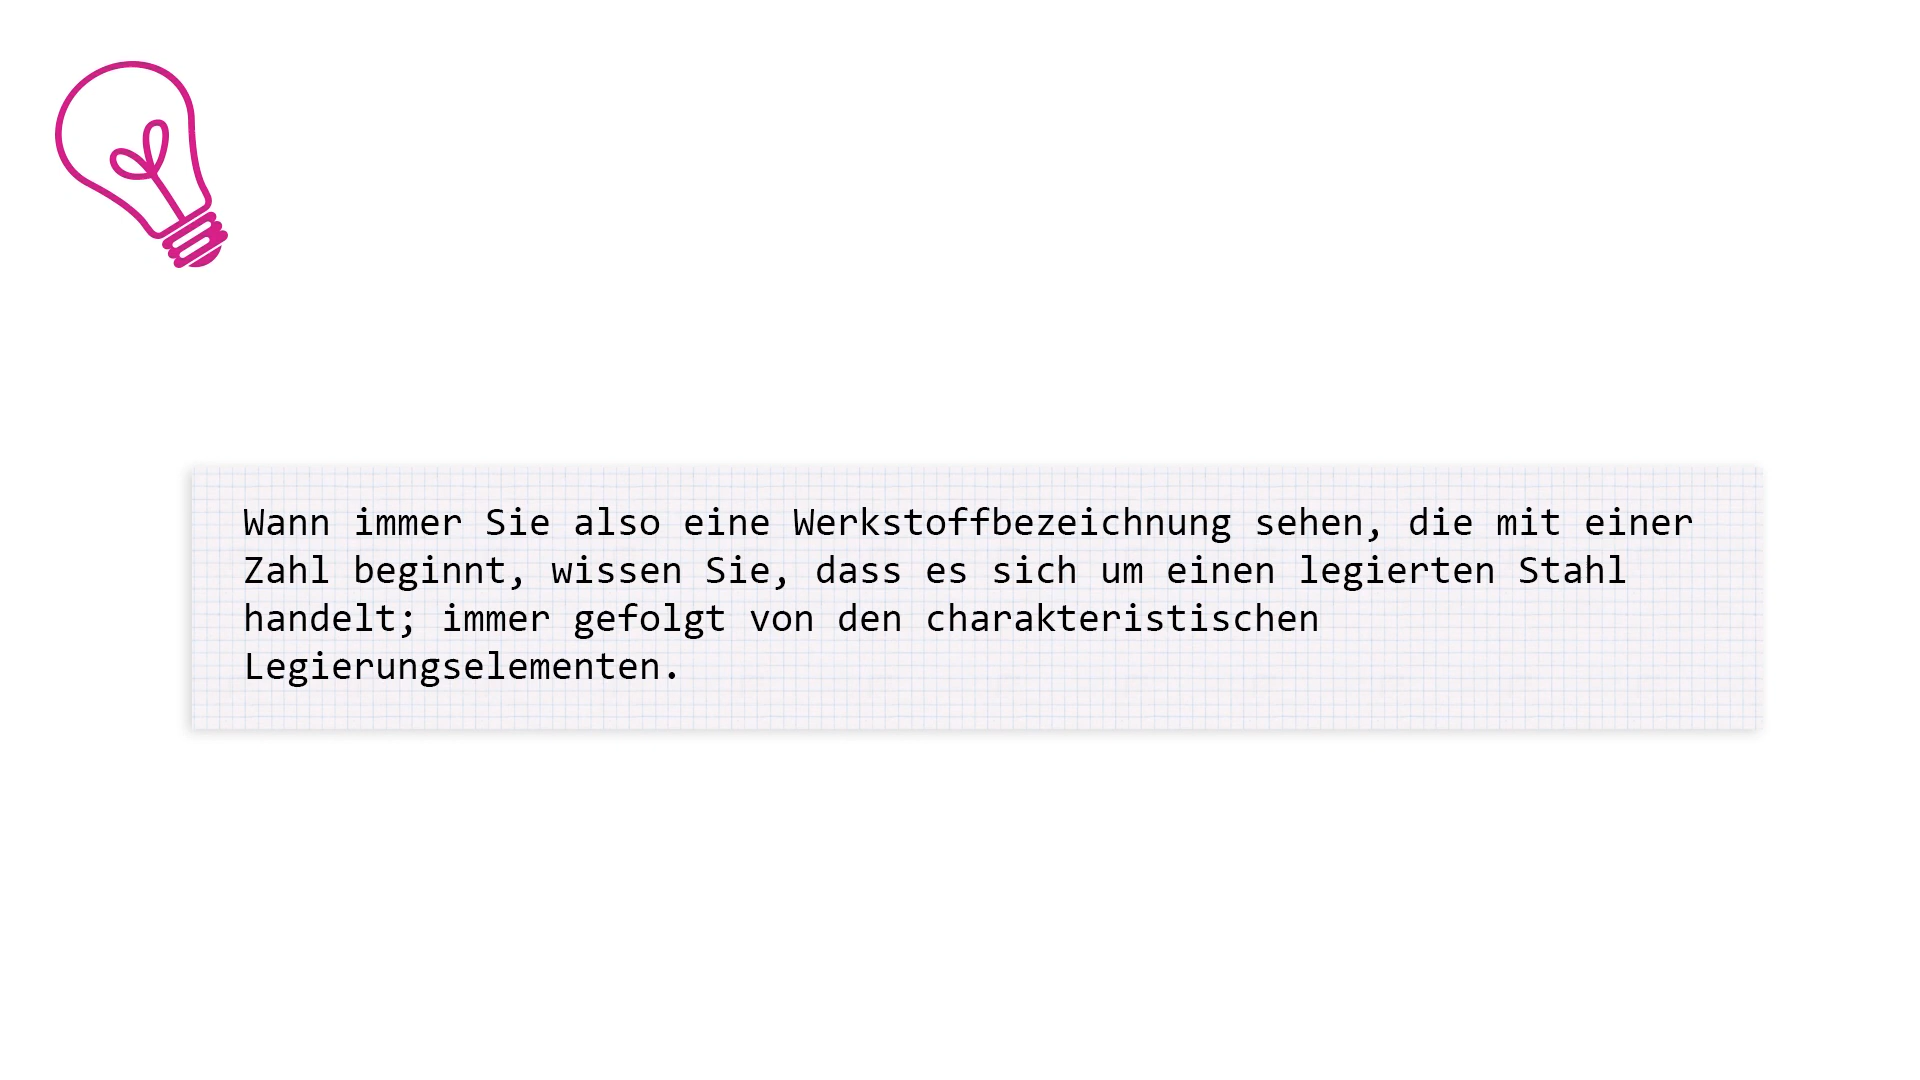 Wann immer Sie also eine Werkstoffbezeichnung sehen, die mit einer
Zahl beginnt, wissen Sie, dass es sich um einen legierten Stahl
handelt; immer gefolgt von den charakteristischen
Legierungselementen.